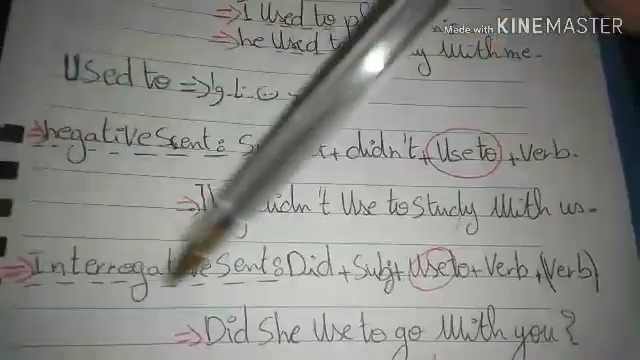 ⇒I Used to
Made with KINEMASTER
⇒he Used t y With me.
Used to ⇒
⇒negative Sent: S t + didn't + Use to + Verb.
⇒ didn't Use to Study With us.
⇒Interrogative Sent: Did + Subj + Use to + Verb + (Verb)
⇒Did She Use to go With you?